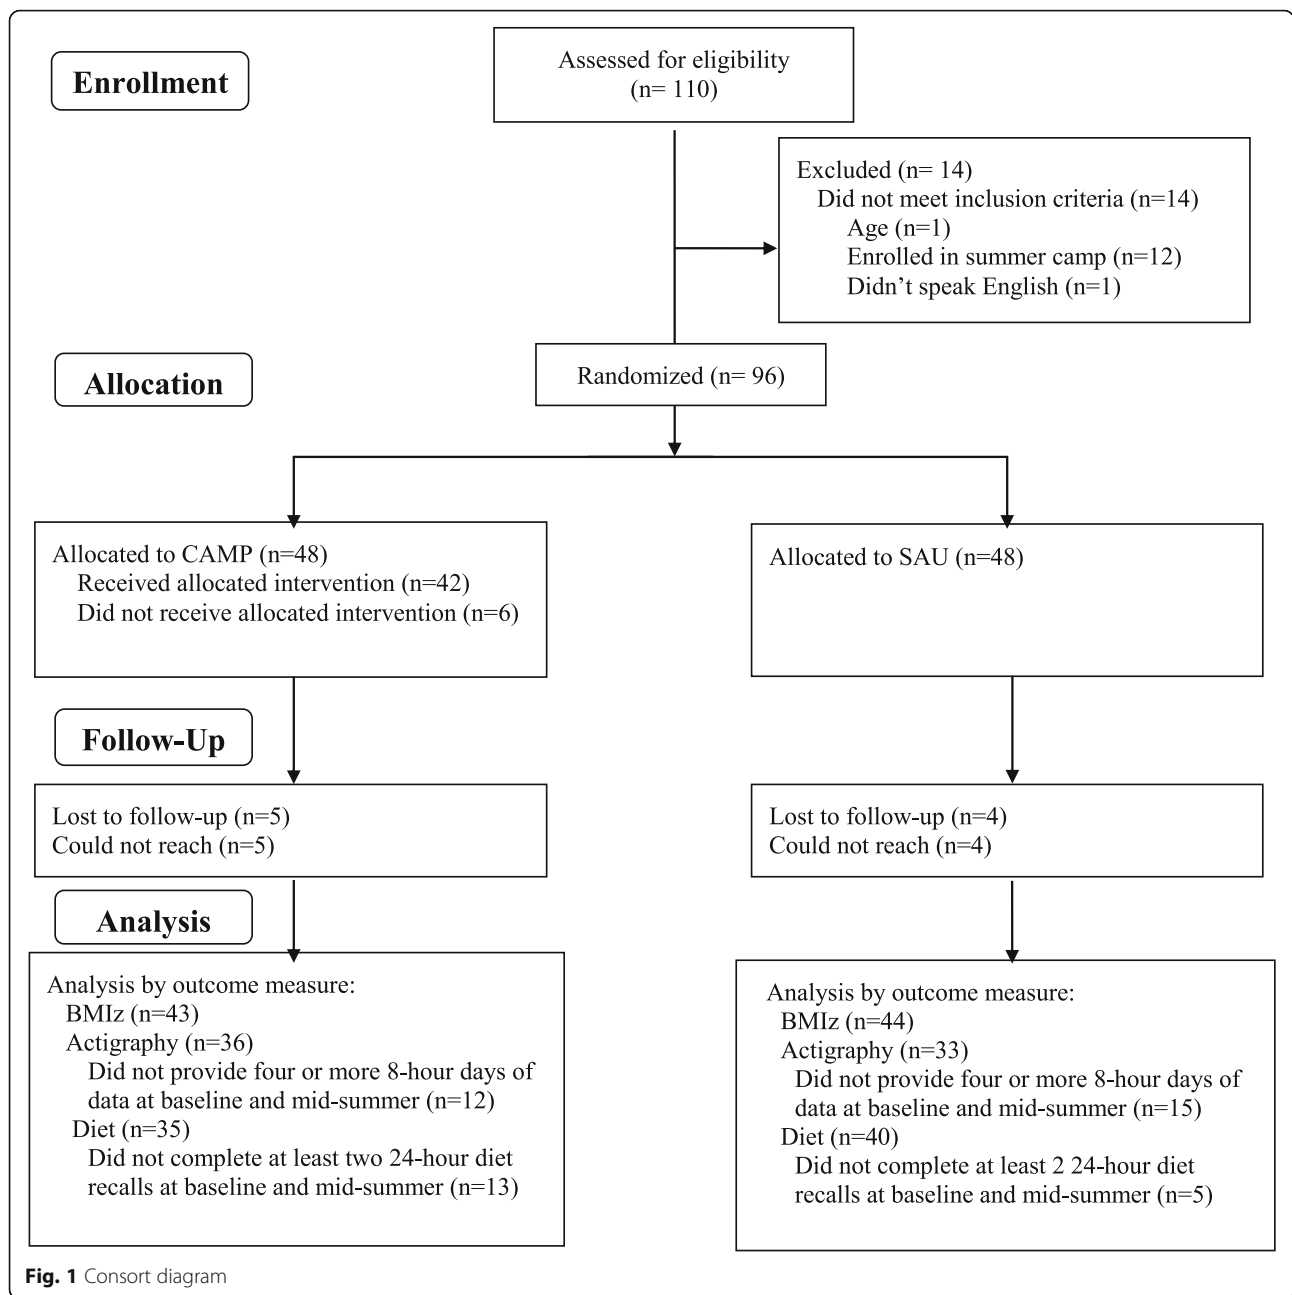 Enrollment
Assessed for eligibility
(n= 110)
Excluded (n= 14)
Did not meet inclusion criteria (n=14)
Age (n=1)
Enrolled in summer camp (n=12)
Didn't speak English (n=1)
Allocation
Randomized (n= 96)
Allocated to CAMP (n=48)
Received allocated intervention (n=42)
Did not receive allocated intervention (n=6)
Allocated to SAU (n=48)
Follow-Up
Lost to follow-up (n=5)
Could not reach (n=5)
Lost to follow-up (n=4)
Could not reach (n=4)
Analysis
Analysis by outcome measure:
BMIz (n=43)
Actigraphy (n=36)
Did not provide four or more 8-hour days of
data at baseline and mid-summer (n=12)
Diet (n=35)
Did not complete at least two 24-hour diet
recalls at baseline and mid-summer (n=13)
Analysis by outcome measure:
BMIz (n=44)
Actigraphy (n=33)
Did not provide four or more 8-hour days of
data at baseline and mid-summer (n=15)
Diet (n=40)
Did not complete at least 2 24-hour diet
recalls at baseline and mid-summer (n=5)
Fig. 1 Consort diagram